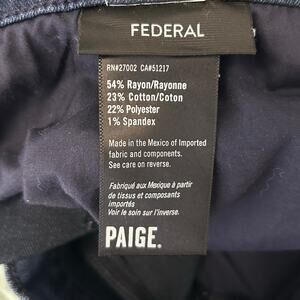 FEDERAL
RN#27002 CA#51217
54% Rayon/Rayonne
23% Cotton/Coton
22% Polyester
1% Spandex
Made in the Mexico of Imported
fabric and components.
See care on reverse.
Fabriqué aux Mexique à partir
de tissus et composants
importés
Voir le soin sur l'inverse.
PAIGE.